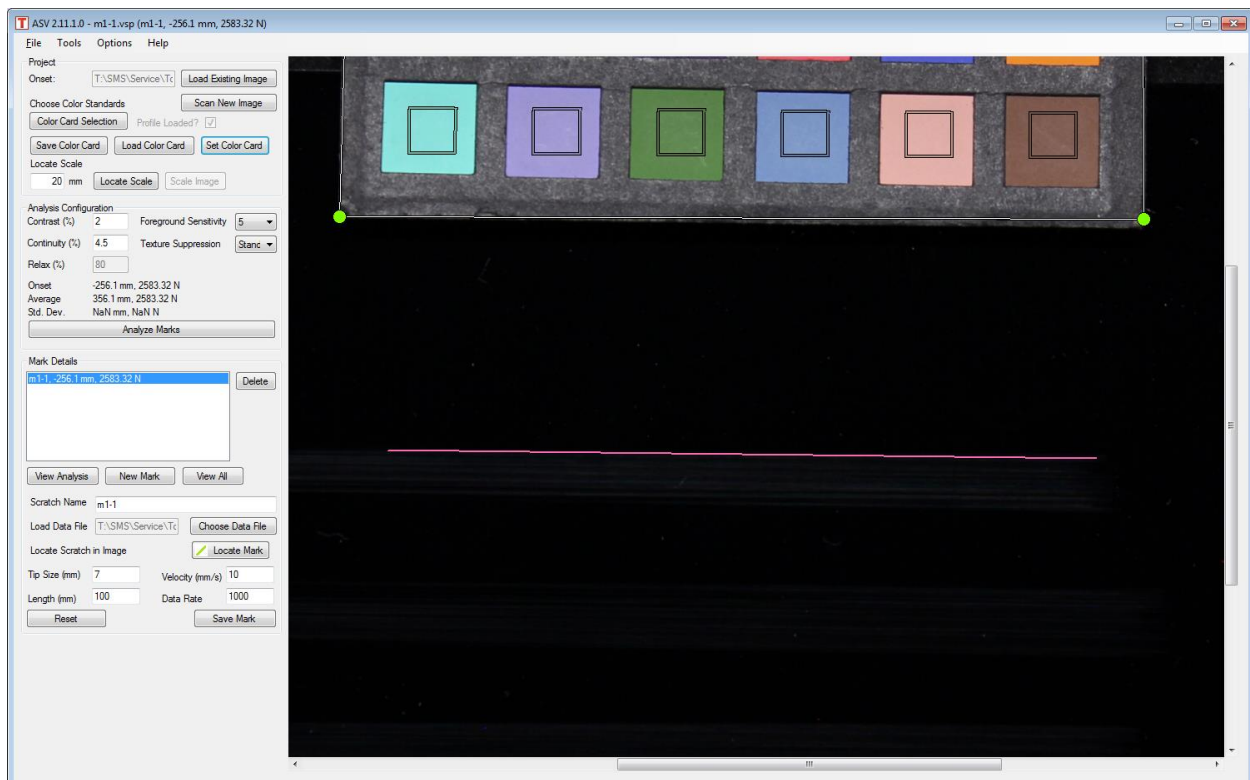 ASV 2.11.1.0 - m1-1.vsp (m1-1, -256.1 mm, 2583.32 N)
File Tools Options Help
Project
Onset: T:\SMS\Service\Tc Load Existing Image
Choose Color Standards Scan New Image
Color Card Selection Profile Loaded?
Save Color Card Load Color Card Set Color Card
Locate Scale
20 mm Locate Scale Scale Image
Analysis Configuration
Contrast (%) 2 Foreground Sensitivity 5
Continuity (%) 4.5 Texture Suppression Stanc
Relax (%) 80
Onset -256.1 mm, 2583.32 N
Average 356.1 mm, 2583.32 N
Std. Dev. NaN mm, NaN N
Analyze Marks
Mark Details
m1-1, -256.1 mm, 2583.32 N Delete
View Analysis New Mark View All
Scratch Name m1-1
Load Data File T:\SMS\Service\Tc Choose Data File
Locate Scratch in Image Locate Mark
Tip Size (mm) 7 Velocity (mm/s) 10
Length (mm) 100 Data Rate 1000
Reset Save Mark